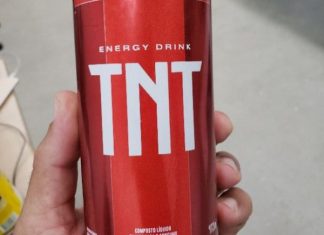 ENERGY DRINK
TNT
COMPOSTO LÍQUIDO